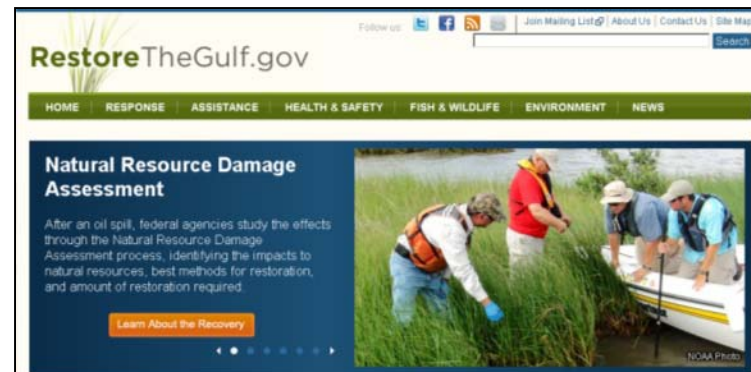 Follow us:
Join Mailing List | About Us | Contact Us | Site Map
Search
RestoreTheGulf.gov
HOME | RESPONSE | ASSISTANCE | HEALTH & SAFETY | FISH & WILDLIFE | ENVIRONMENT | NEWS
Natural Resource Damage
Assessment
After an oil spill, federal agencies study the effects
through the Natural Resource Damage
Assessment process, identifying the impacts to
natural resources, best methods for restoration,
and amount of restoration required.
Learn About the Recovery
NOAA Photo